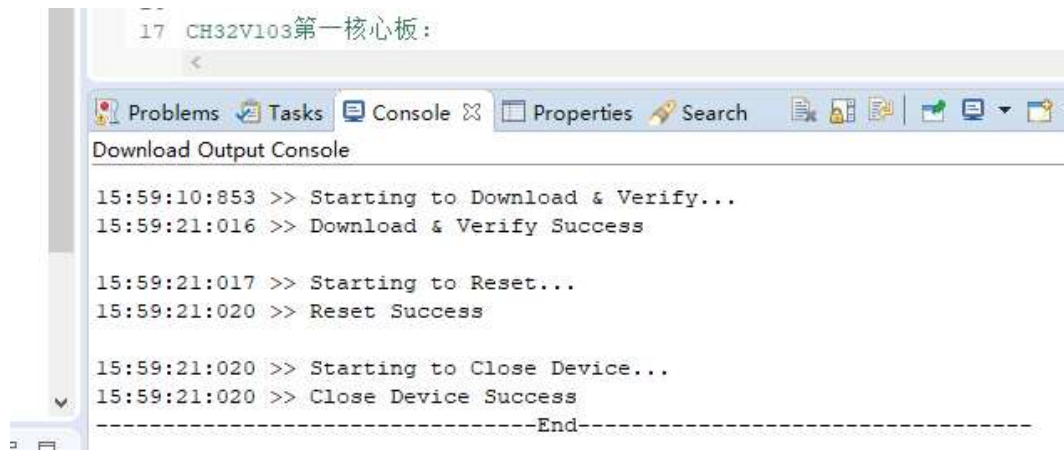 17 CH32V103第一核心板:
Problems Tasks Console Properties Search
Download Output Console
15:59:10:853 >> Starting to Download & Verify...
15:59:21:016 >> Download & Verify Success
15:59:21:017 >> Starting to Reset...
15:59:21:020 >> Reset Success
15:59:21:020 >> Starting to Close Device...
15:59:21:020 >> Close Device Success
---------------------------------End----------------------------------